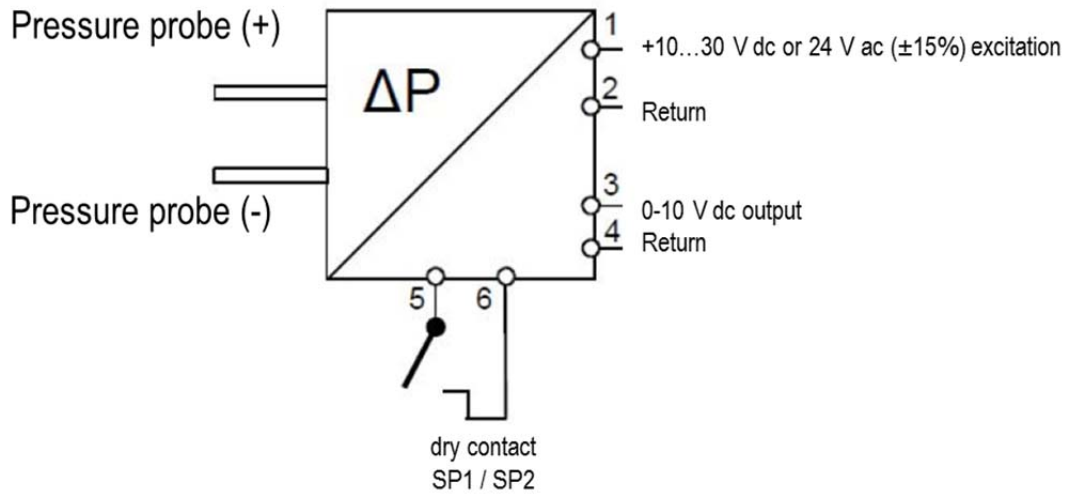 Pressure probe (+)
ΔP
1
+10...30 V dc or 24 V ac (±15%) excitation
2
Return
Pressure probe (-)
3
0-10 V dc output
4
Return
5 6
dry contact
SP1 / SP2